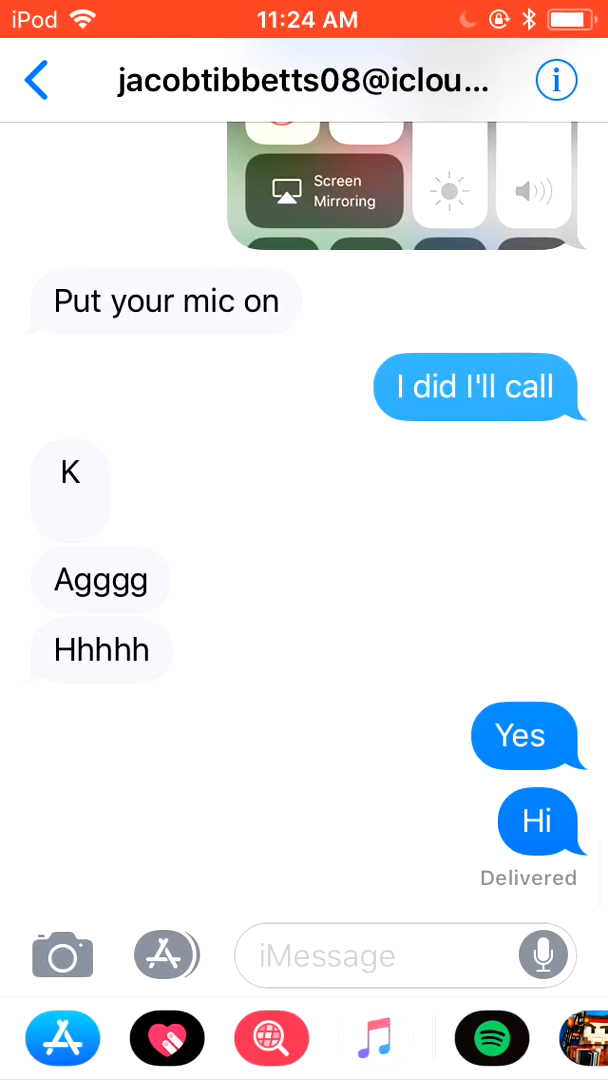 iPod 11:24 AM
jacobtibbetts08@iclou...
Screen
Mirroring
Put your mic on
I did I'll call
K
Agggg
Hhhhh
Yes
Hi
Delivered
iMessage